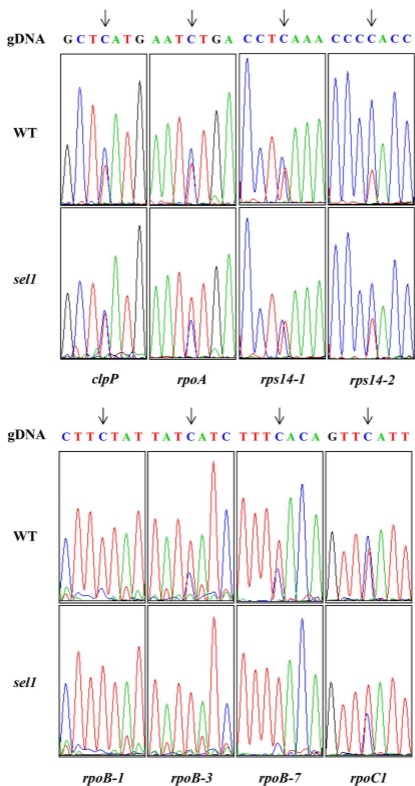 gDNA G C T C A T G A A T C T G A C C T C A A A C C C C A C C
WT
sel1
clpP rpoA rps14-1 rps14-2
gDNA C T T C T A T T A T C A T C T T T C A C A G T T C A T T
WT
sel1
rpoB-1 rpoB-3 rpoB-7 rpoC1